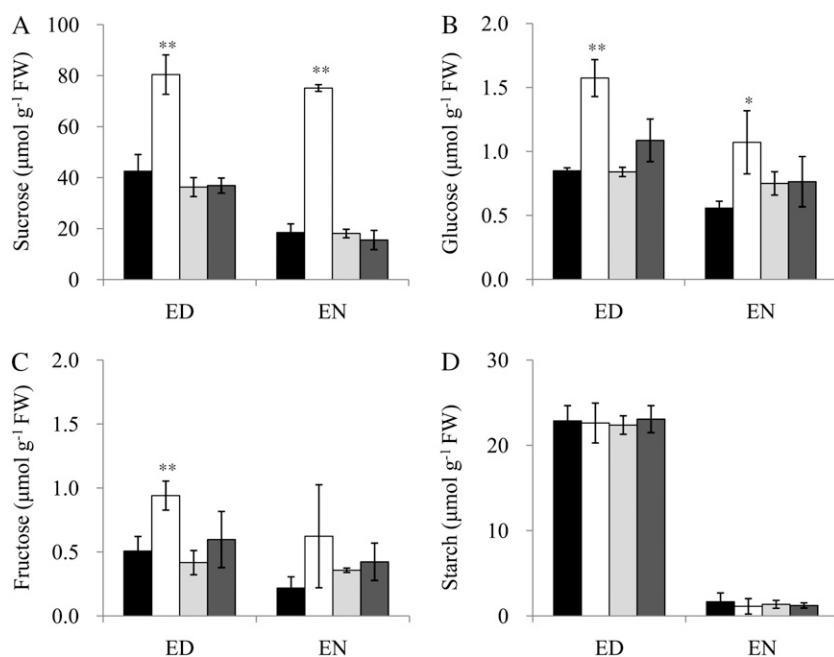 A
Sucrose (μmol g⁻¹ FW)
100
80
60
40
20
0
**
**
ED EN
B
Glucose (μmol g⁻¹ FW)
2.0
1.5
1.0
0.5
0.0
**
*
ED EN
C
Fructose (μmol g⁻¹ FW)
2.0
1.5
1.0
0.5
0.0
**
ED EN
D
Starch (μmol g⁻¹ FW)
30
20
10
0
ED EN